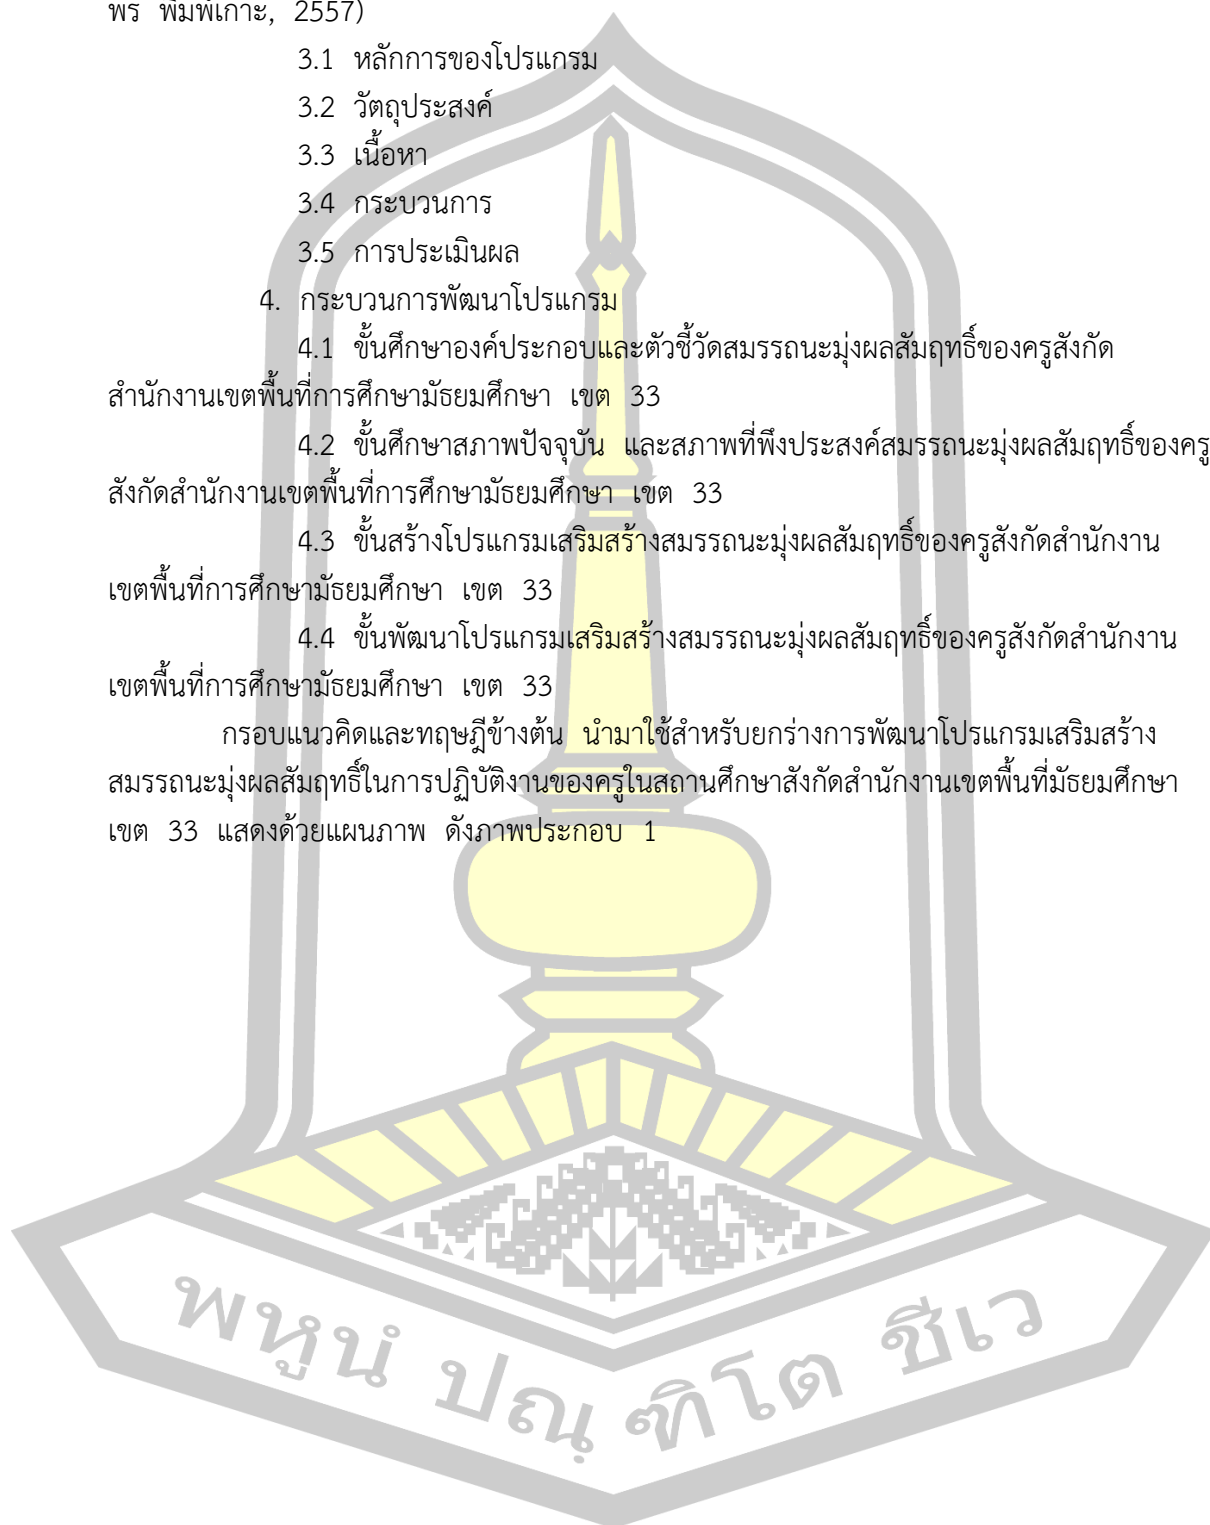 พร พิมพ์เกาะ, 2557)
3.1 หลักการของโปรแกรม
3.2 วัตถุประสงค์
3.3 เนื้อหา
3.4 กระบวนการ
3.5 การประเมินผล
4. กระบวนการพัฒนาโปรแกรม
4.1 ขั้นศึกษาองค์ประกอบและตัวชี้วัดสมรรถนะมุ่งผลสัมฤทธิ์ของครูสังกัด
สำนักงานเขตพื้นที่การศึกษามัธยมศึกษา เขต 33
4.2 ขั้นศึกษาสภาพปัจจุบัน และสภาพที่พึงประสงค์สมรรถนะมุ่งผลสัมฤทธิ์ของครู
สังกัดสำนักงานเขตพื้นที่การศึกษามัธยมศึกษา เขต 33
4.3 ขั้นสร้างโปรแกรมเสริมสร้างสมรรถนะมุ่งผลสัมฤทธิ์ของครูสังกัดสำนักงาน
เขตพื้นที่การศึกษามัธยมศึกษา เขต 33
4.4 ขั้นพัฒนาโปรแกรมเสริมสร้างสมรรถนะมุ่งผลสัมฤทธิ์ของครูสังกัดสำนักงาน
เขตพื้นที่การศึกษามัธยมศึกษา เขต 33
กรอบแนวคิดและทฤษฎีข้างต้น นำมาใช้สำหรับยกร่างการพัฒนาโปรแกรมเสริมสร้าง
สมรรถนะมุ่งผลสัมฤทธิ์ในการปฏิบัติงานของครูในสถานศึกษาสังกัดสำนักงานเขตพื้นที่มัธยมศึกษา
เขต 33 แสดงด้วยแผนภาพ ดังภาพประกอบ 1
พหูนํ ปณฺฑิโต ชีเว